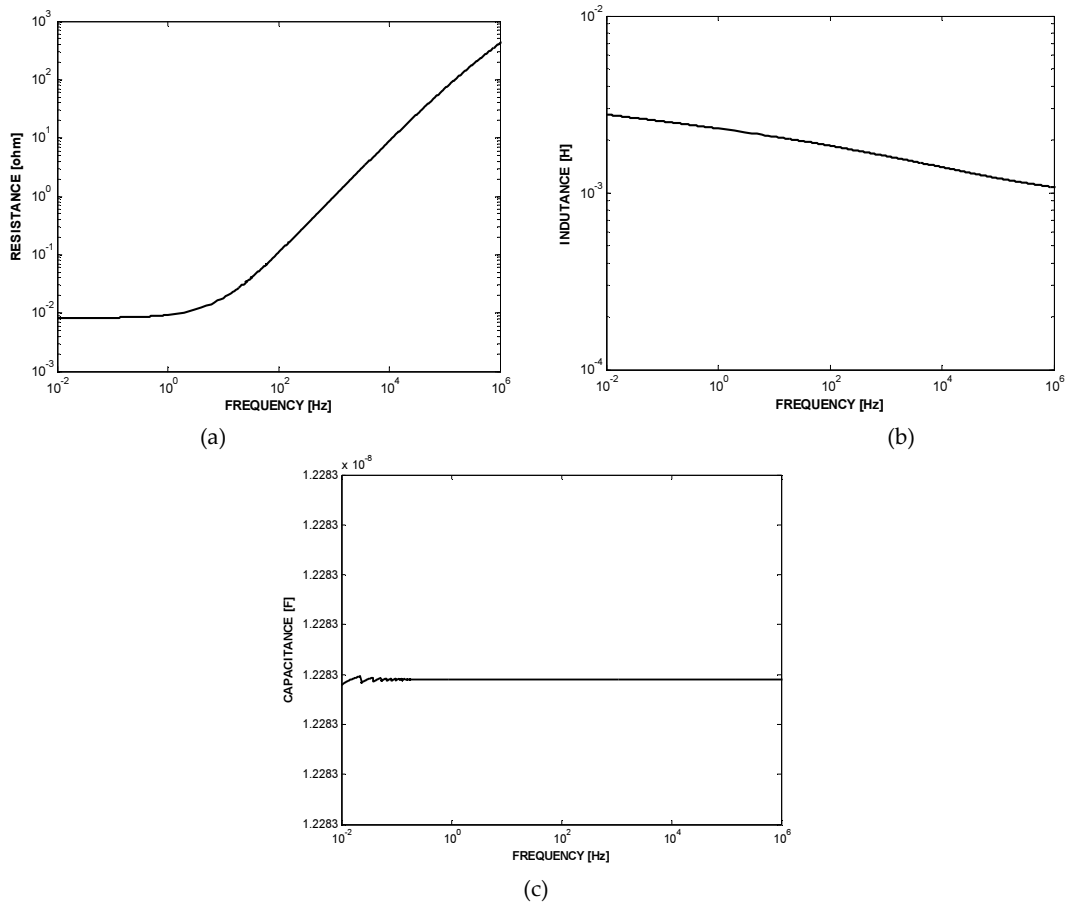 10^3
10^2
10^1
10^0
10^-1
10^-2
10^-3
RESISTANCE [ohm]
10^-2 10^0 10^2 10^4 10^6
FREQUENCY [Hz]
(a)
10^-2
10^-3
10^-4
INDUTANCE [H]
10^-2 10^0 10^2 10^4 10^6
FREQUENCY [Hz]
(b)
x 10^-8
1.2283
1.2283
1.2283
1.2283
1.2283
1.2283
1.2283
1.2283
CAPACITANCE [F]
10^-2 10^0 10^2 10^4 10^6
FREQUENCY [Hz]
(c)